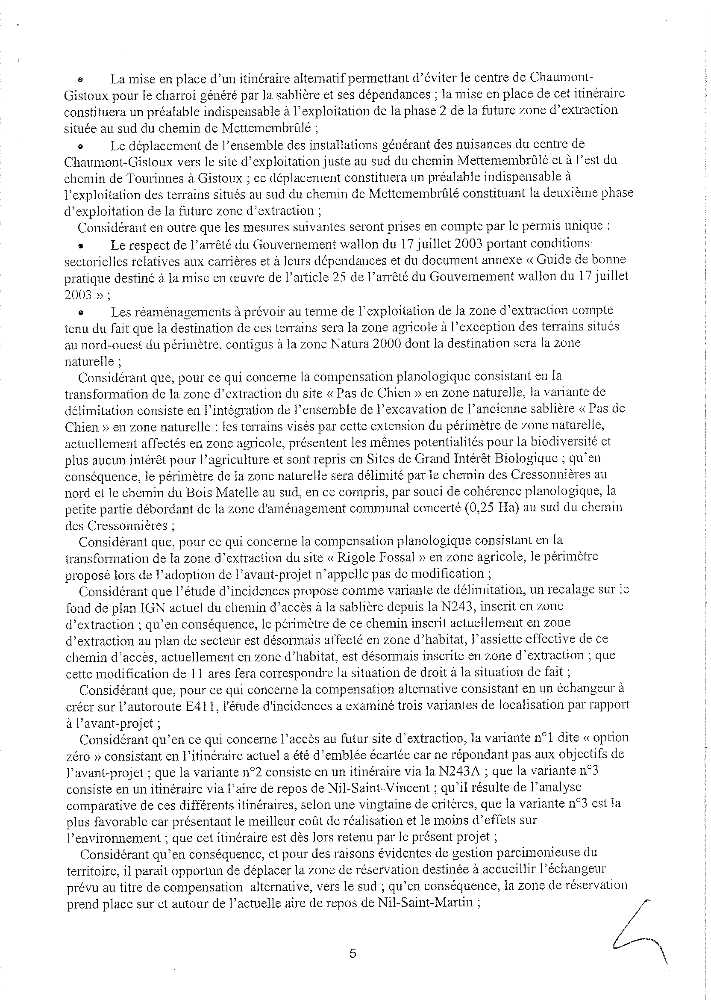 • La mise en place d'un itinéraire alternatif permettant d'éviter le centre de Chaumont-
Gistoux pour le charroi généré par la sablière et ses dépendances ; la mise en place de cet itinéraire
constituera un préalable indispensable à l'exploitation de la phase 2 de la future zone d'extraction
située au sud du chemin de Mettemembrûlé ;
• Le déplacement de l'ensemble des installations générant des nuisances du centre de
Chaumont-Gistoux vers le site d'exploitation juste au sud du chemin Mettemembrûlé et à l'est du
chemin de Tourinnes à Gistoux ; ce déplacement constituera un préalable indispensable à
l'exploitation des terrains situés au sud du chemin de Mettemembrûlé constituant la deuxième phase
d'exploitation de la future zone d'extraction ;
Considérant en outre que les mesures suivantes seront prises en compte par le permis unique :
• Le respect de l'arrêté du Gouvernement wallon du 17 juillet 2003 portant conditions
sectorielles relatives aux carrières et à leurs dépendances et du document annexe « Guide de bonne
pratique destiné à la mise en œuvre de l'article 25 de l'arrêté du Gouvernement wallon du 17 juillet
2003 » ;
• Les réaménagements à prévoir au terme de l'exploitation de la zone d'extraction compte
tenu du fait que la destination de ces terrains sera la zone agricole à l'exception des terrains situés
au nord-ouest du périmètre, contigus à la zone Natura 2000 dont la destination sera la zone
naturelle ;
Considérant que, pour ce qui concerne la compensation planologique consistant en la
transformation de la zone d'extraction du site « Pas de Chien » en zone naturelle, la variante de
délimitation consiste en l'intégration de l'ensemble de l'excavation de l'ancienne sablière « Pas de
Chien » en zone naturelle : les terrains visés par cette extension du périmètre de zone naturelle,
actuellement affectés en zone agricole, présentent les mêmes potentialités pour la biodiversité et
plus aucun intérêt pour l'agriculture et sont repris en Sites de Grand Intérêt Biologique ; qu'en
conséquence, le périmètre de la zone naturelle sera délimité par le chemin des Cressonnières au
nord et le chemin du Bois Matelle au sud, en ce compris, par souci de cohérence planologique, la
petite partie débordant de la zone d'aménagement communal concerté (0,25 Ha) au sud du chemin
des Cressonnières ;
Considérant que, pour ce qui concerne la compensation planologique consistant en la
transformation de la zone d'extraction du site « Rigole Fossal » en zone agricole, le périmètre
proposé lors de l'adoption de l'avant-projet n'appelle pas de modification ;
Considérant que l'étude d'incidences propose comme variante de délimitation, un recalage sur le
fond de plan IGN actuel du chemin d'accès à la sablière depuis la N243, inscrit en zone
d'extraction ; qu'en conséquence, le périmètre de ce chemin inscrit actuellement en zone
d'extraction au plan de secteur est désormais affecté en zone d'habitat, l'assiette effective de ce
chemin d'accès, actuellement en zone d'habitat, est désormais inscrite en zone d'extraction ; que
cette modification de 11 ares fera correspondre la situation de droit à la situation de fait ;
Considérant que, pour ce qui concerne la compensation alternative consistant en un échangeur à
créer sur l'autoroute E411, l'étude d'incidences a examiné trois variantes de localisation par rapport
à l'avant-projet ;
Considérant qu'en ce qui concerne l'accès au futur site d'extraction, la variante n°1 dite « option
zéro » consistant en l'itinéraire actuel a été d'emblée écartée car ne répondant pas aux objectifs de
l'avant-projet ; que la variante n°2 consiste en un itinéraire via la N243A ; que la variante n°3
consiste en un itinéraire via l'aire de repos de Nil-Saint-Vincent ; qu'il résulte de l'analyse
comparative de ces différents itinéraires, selon une vingtaine de critères, que la variante n°3 est la
plus favorable car présentant le meilleur coût de réalisation et le moins d'effets sur
l'environnement ; que cet itinéraire est dès lors retenu par le présent projet ;
Considérant qu'en conséquence, et pour des raisons évidentes de gestion parcimonieuse du
territoire, il parait opportun de déplacer la zone de réservation destinée à accueillir l'échangeur
prévu au titre de compensation alternative, vers le sud ; qu'en conséquence, la zone de réservation
prend place sur et autour de l'actuelle aire de repos de Nil-Saint-Martin ;
5